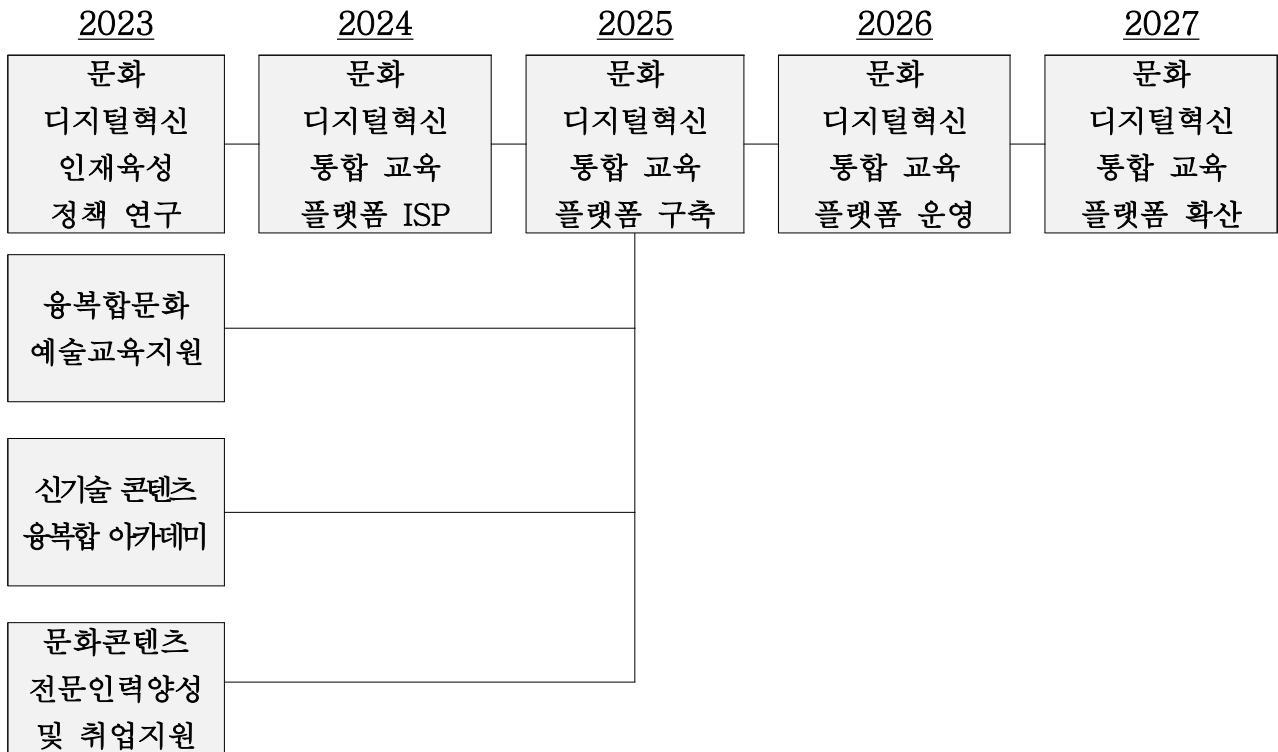 2023
2024
2025
2026
2027
문화
디지털혁신
인재육성
정책 연구
문화
디지털혁신
통합 교육
플랫폼 ISP
문화
디지털혁신
통합 교육
플랫폼 구축
문화
디지털혁신
통합 교육
플랫폼 운영
문화
디지털혁신
통합 교육
플랫폼 확산
융복합문화
예술교육지원
신기술 콘텐츠
융복합 아카데미
문화콘텐츠
전문인력양성
및 취업지원